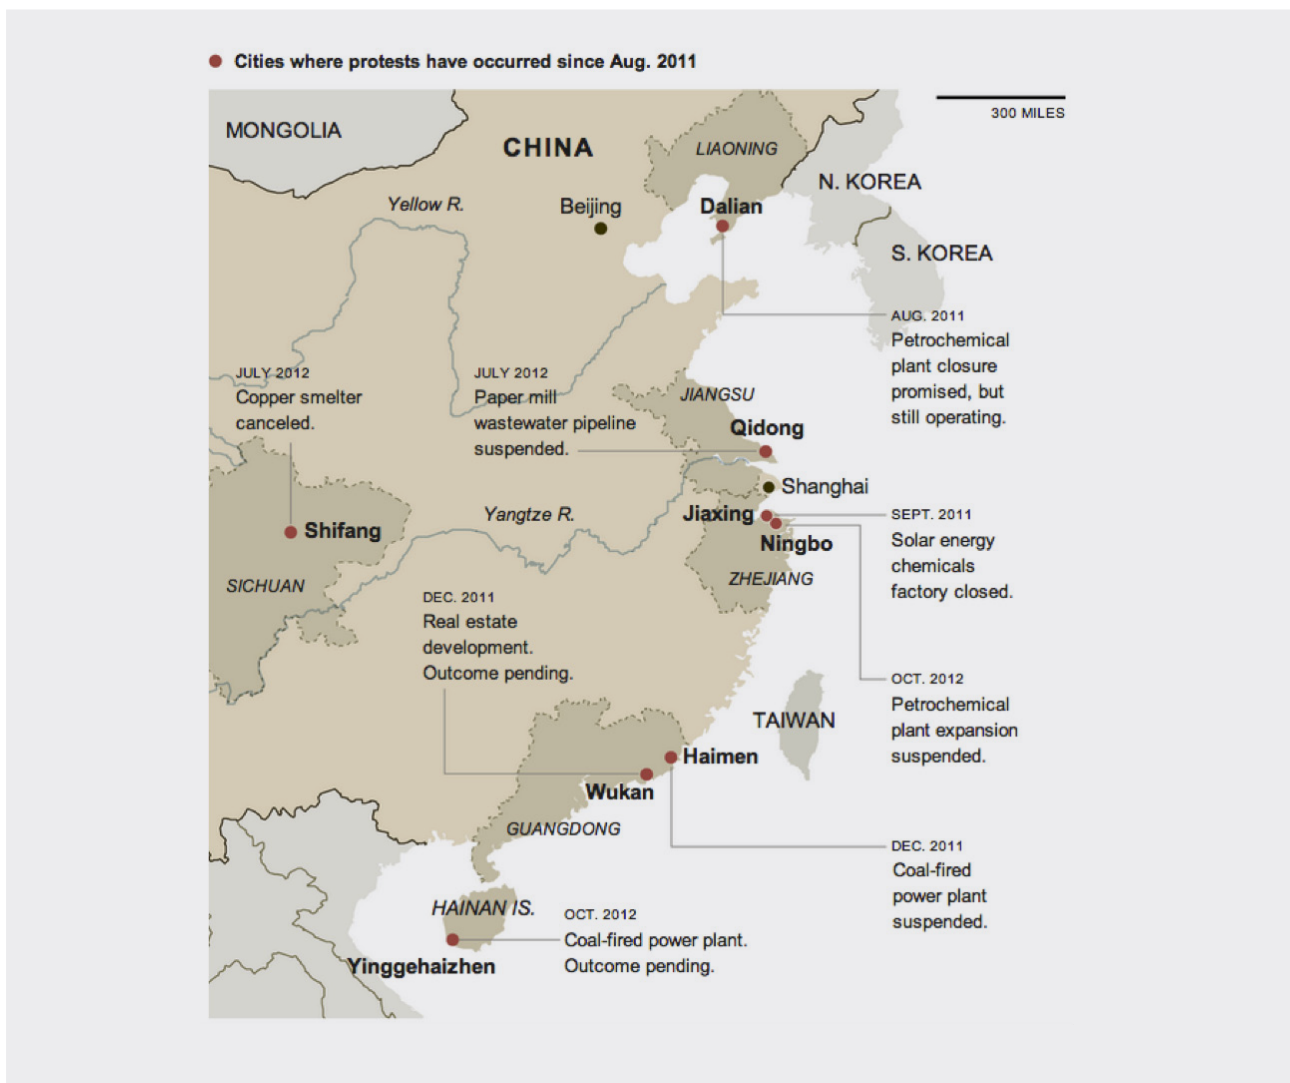 Cities where protests have occurred since Aug. 2011
300 MILES
MONGOLIA
CHINA
LIAONING
N. KOREA
Yellow R.
Beijing
Dalian
S. KOREA
AUG. 2011
Petrochemical
plant closure
promised, but
still operating.
JULY 2012
Copper smelter
canceled.
JULY 2012
Paper mill
wastewater pipeline
suspended.
JIANGSU
Qidong
Shanghai
Yangtze R.
Jiaxing
SEPT. 2011
Solar energy
chemicals
factory closed.
Shifang
Ningbo
SICHUAN
ZHEJIANG
DEC. 2011
Real estate
development.
Outcome pending.
OCT. 2012
Petrochemical
plant expansion
suspended.
TAIWAN
Haimen
Wukan
GUANGDONG
DEC. 2011
Coal-fired
power plant
suspended.
HAINAN IS.
OCT. 2012
Coal-fired power plant.
Outcome pending.
Yinggehaizhen